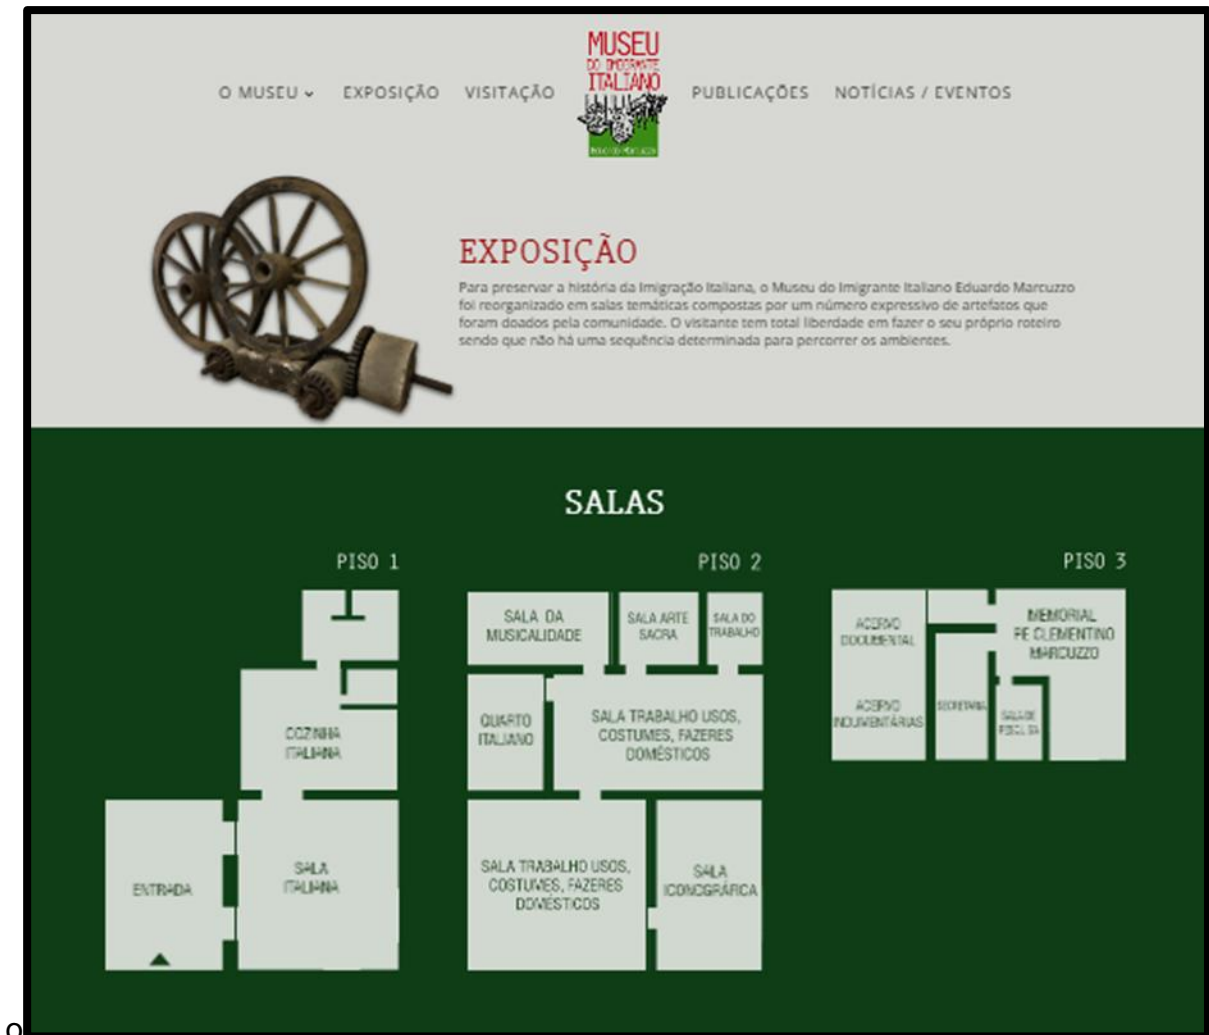 O MUSEU
EXPOSIÇÃO
VISITAÇÃO
MUSEU
DO IMIGRANTE
ITALIANO
PUBLICAÇÕES
NOTÍCIAS / EVENTOS
EXPOSIÇÃO
Para preservar a história da Imigração Italiana, o Museu do Imigrante Italiano Eduardo Marcuzzo
foi reorganizado em salas temáticas compostas por um número expressivo de artefatos que
foram doados pela comunidade. O visitante tem total liberdade em fazer o seu próprio roteiro
sendo que não há uma sequência determinada para percorrer os ambientes.
SALAS
PISO 1
COZINHA
ITALIANA
ENTRADA
SALA
ITALIANA
PISO 2
SALA DA
MUSICALIDADE
SALA ARTE
SACRA
SALA DO
TRABALHO
QUARTO
ITALIANO
SALA TRABALHO USOS,
COSTUMES, FAZERES
DOMÉSTICOS
SALA TRABALHO USOS,
COSTUMES, FAZERES
DOMÉSTICOS
SALA
ICONOGRÁFICA
PISO 3
ACERVO
DOCUMENTAL
ACERVO
INDUMENTÁRIAS
SECRETARIA
SALA DE
PESQUISA
MEMORIAL
PE CLEMENTINO
MARCUZZO
o